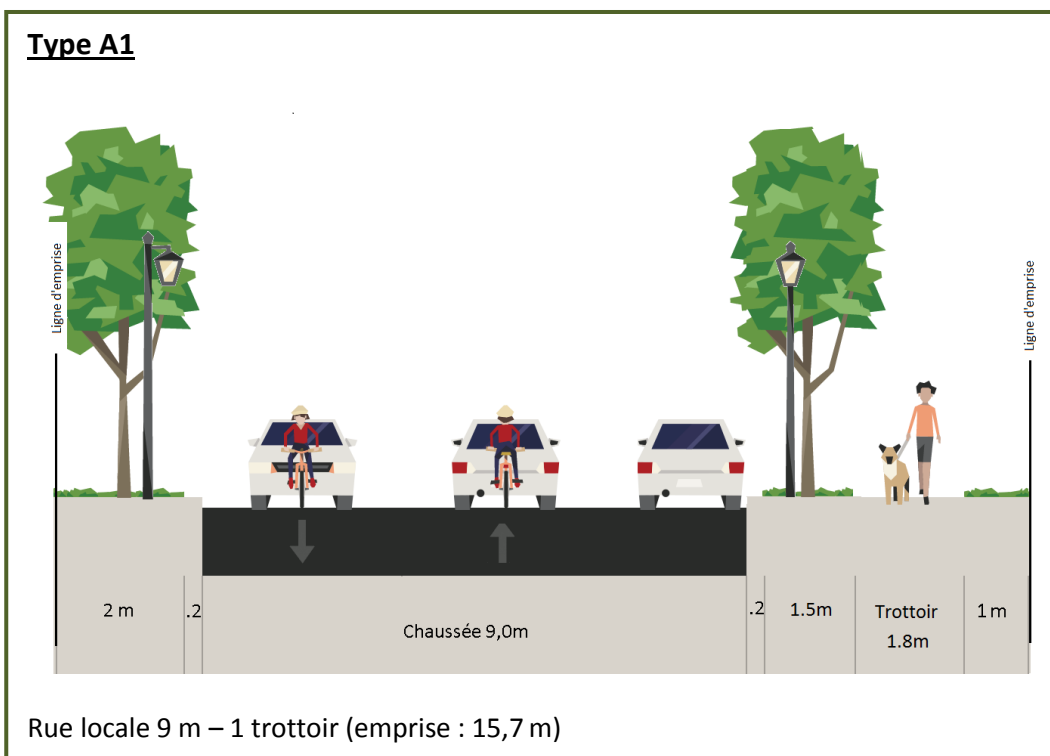 Type A1
Ligne d'emprise
Ligne d'emprise
2 m
.2
Chaussée 9,0m
.2
1.5m
Trottoir
1.8m
1 m
Rue locale 9 m – 1 trottoir (emprise : 15,7 m)